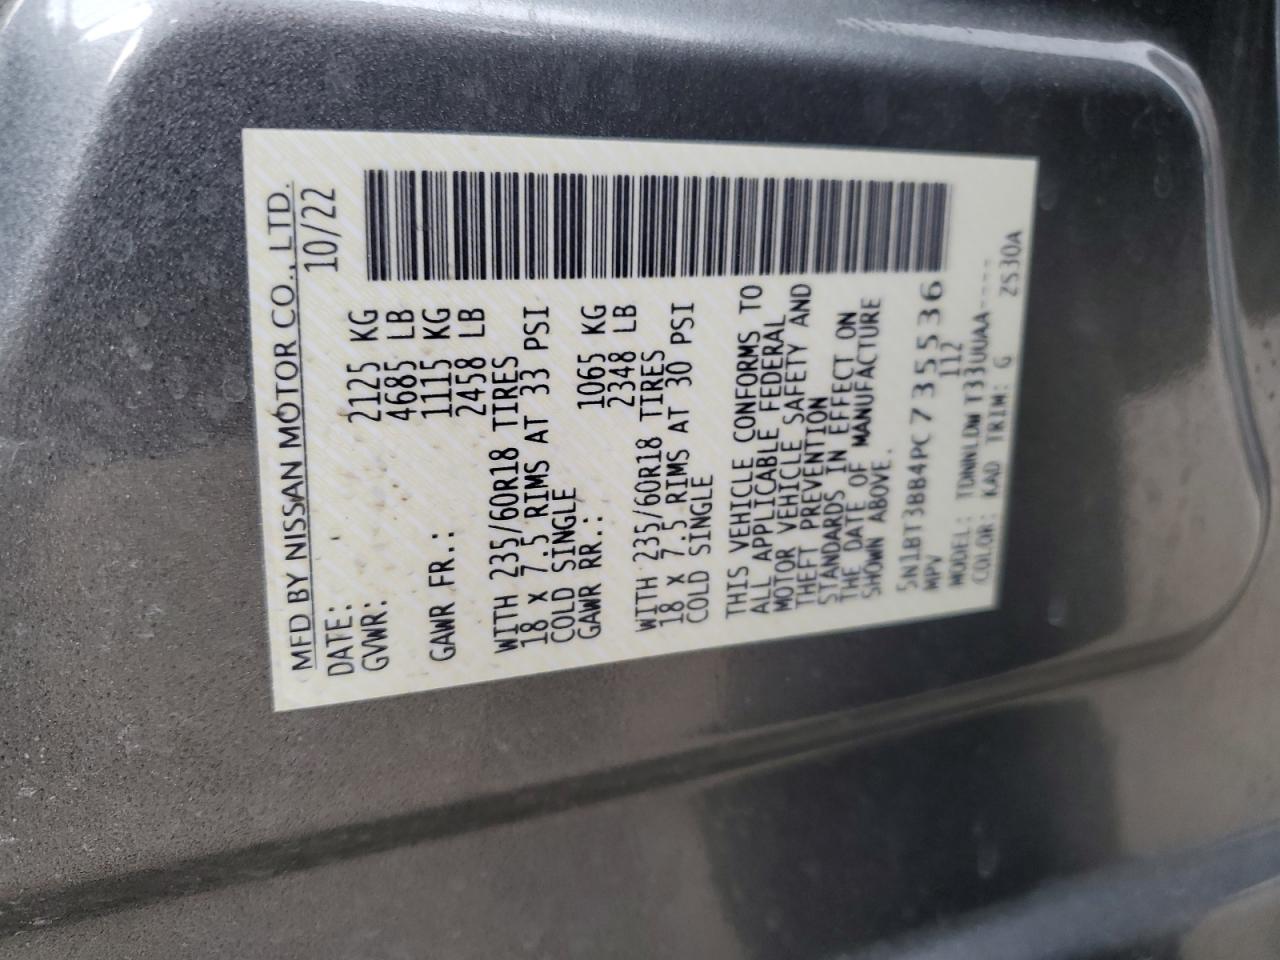 MFD BY NISSAN MOTOR CO., LTD.
DATE: 10/22
GVWR: 2125 KG
4685 LB
GAWR FR.: 1115 KG
2458 LB
WITH 235/60R18 TIRES
18 X 7.5 RIMS AT 33 PSI
COLD SINGLE
GAWR RR.: 1065 KG
2348 LB
WITH 235/60R18 TIRES
18 X 7.5 RIMS AT 30 PSI
COLD SINGLE
THIS VEHICLE CONFORMS TO
ALL APPLICABLE FEDERAL
MOTOR VEHICLE SAFETY AND
THEFT PREVENTION
STANDARDS IN EFFECT ON
THE DATE OF MANUFACTURE
SHOWN ABOVE.
5N1BT3BB4PC735536
MPV 112
MODEL: TDNNLDW T33UUAA----
COLOR: KAD TRIM: G ZS30A